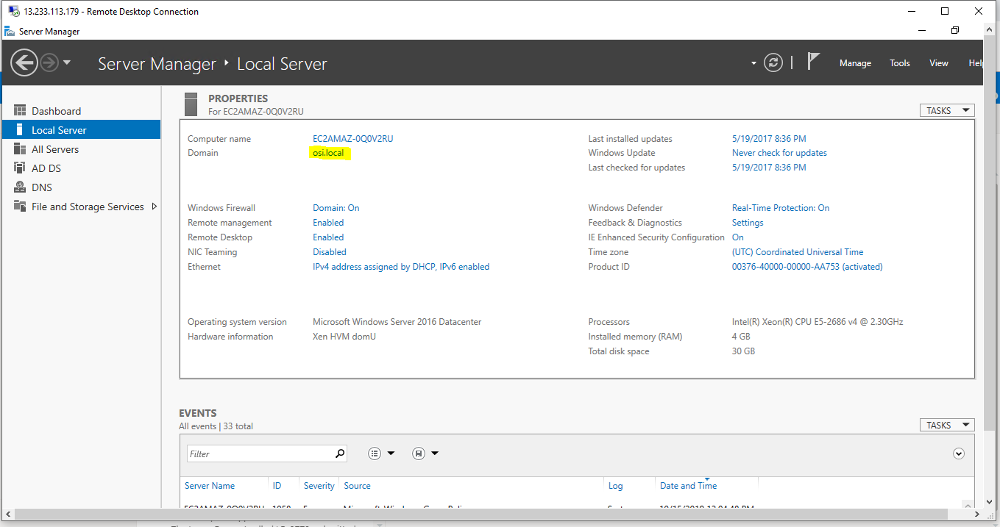 13.233.113.179 - Remote Desktop Connection
Server Manager
Server Manager ‣ Local Server
Manage Tools View Help
Dashboard
Local Server
All Servers
AD DS
DNS
File and Storage Services
PROPERTIES
For EC2AMAZ-0Q0V2RU
TASKS
Computer name EC2AMAZ-0Q0V2RU
Domain osi.local
Last installed updates 5/19/2017 8:36 PM
Windows Update Never check for updates
Last checked for updates 5/19/2017 8:36 PM
Windows Firewall Domain: On
Remote management Enabled
Remote Desktop Enabled
NIC Teaming Disabled
Ethernet IPv4 address assigned by DHCP, IPv6 enabled
Windows Defender Real-Time Protection: On
Feedback & Diagnostics Settings
IE Enhanced Security Configuration On
Time zone (UTC) Coordinated Universal Time
Product ID 00376-40000-00000-AA753 (activated)
Operating system version Microsoft Windows Server 2016 Datacenter
Hardware information Xen HVM domU
Processors Intel(R) Xeon(R) CPU E5-2686 v4 @ 2.30GHz
Installed memory (RAM) 4 GB
Total disk space 30 GB
EVENTS
All events | 33 total
TASKS
Filter
Server Name ID Severity Source Log Date and Time